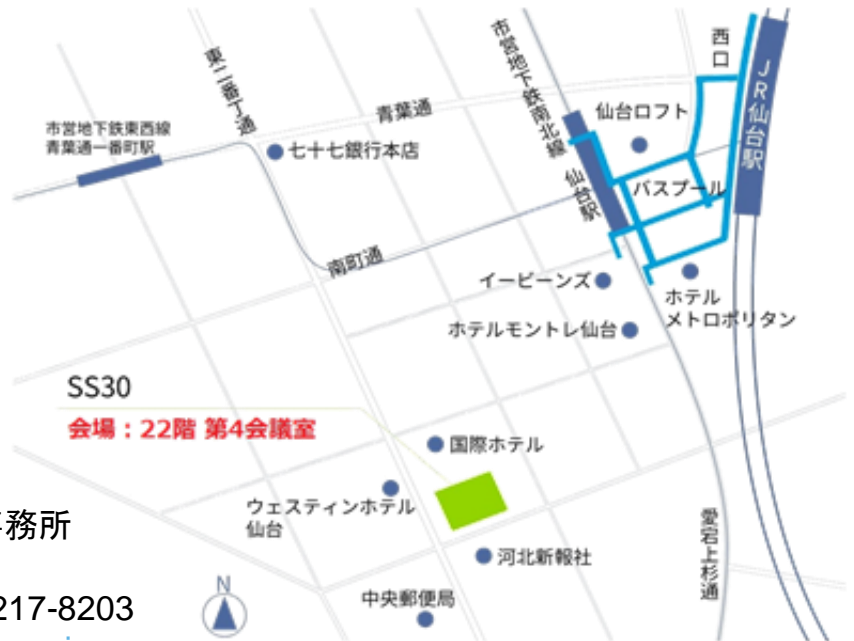 西口
JR仙台駅
市営地下鉄南北線 仙台駅
東二番丁通
青葉通
仙台ロフト
市営地下鉄東西線
青葉通一番町駅
七十七銀行本店
バスプール
南町通
イービーンズ
ホテル
メトロポリタン
ホテルモントレ仙台
SS30
会場：22階 第4会議室
国際ホテル
ウェスティンホテル
仙台
務所
河北新報社
愛宕上杉通
N
中央郵便局
217-8203